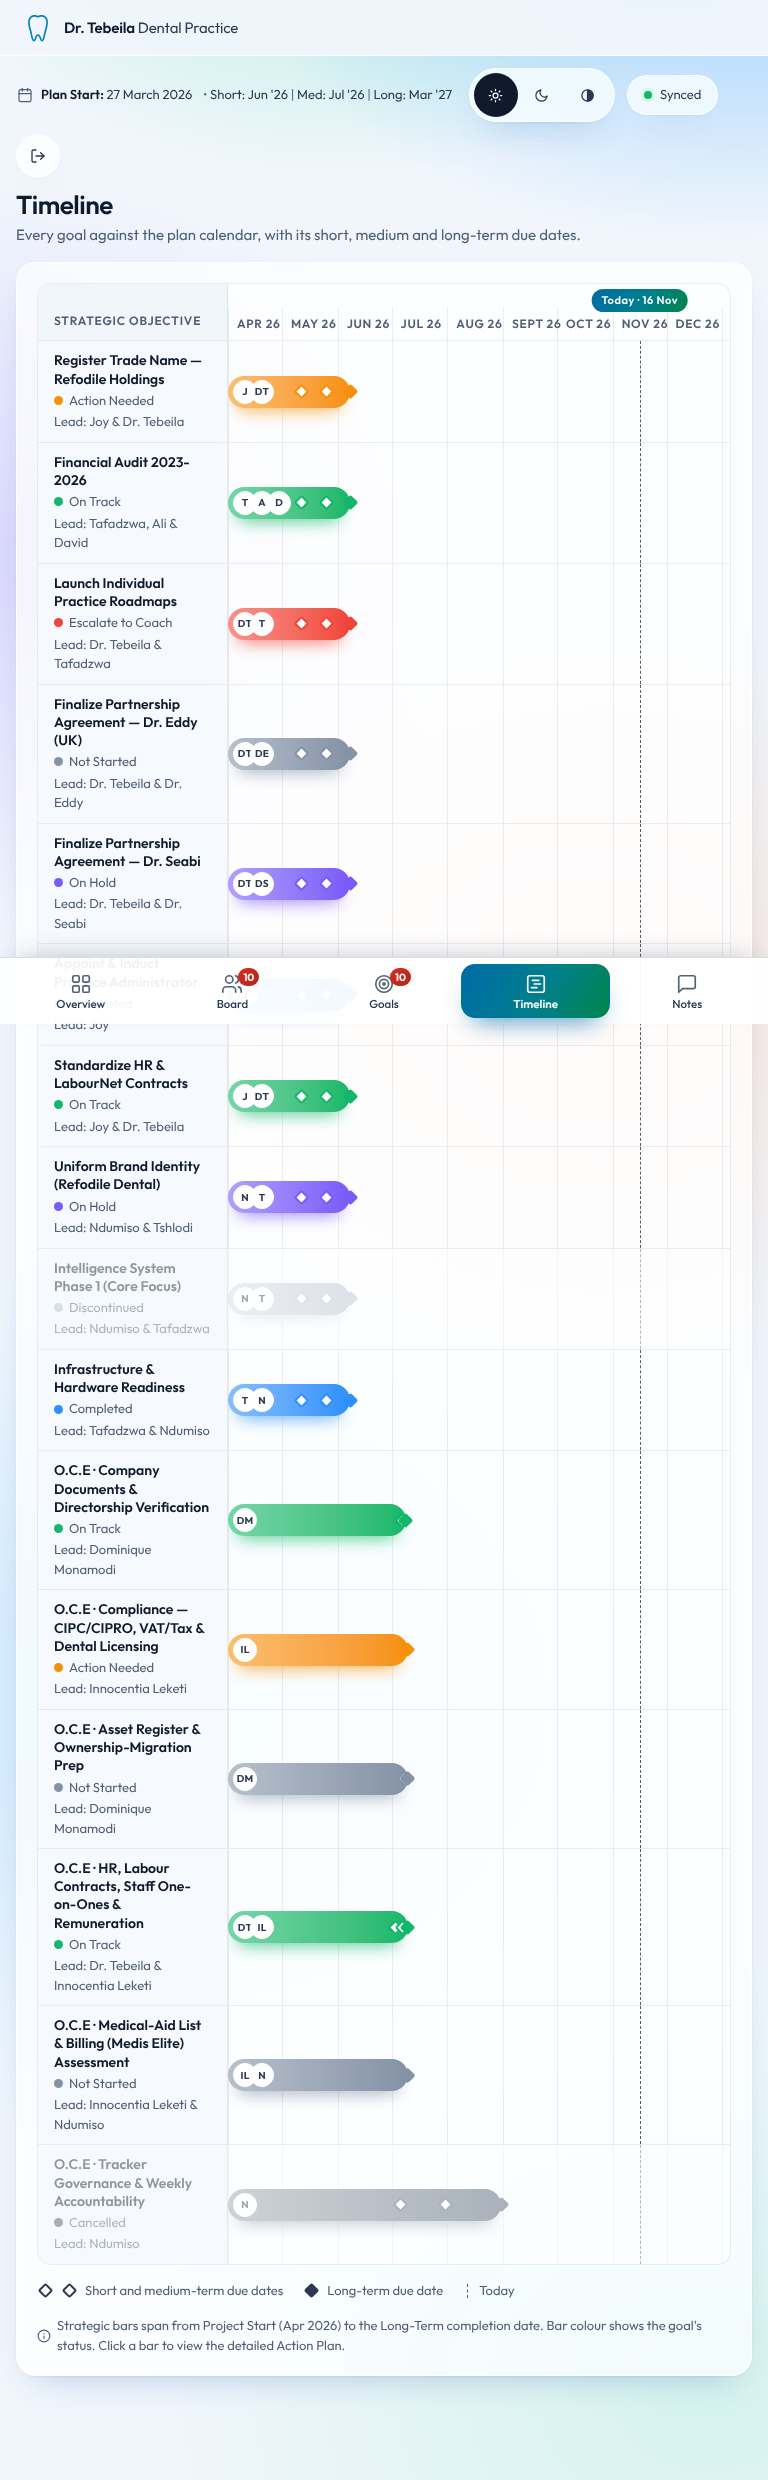 Dr. Tebeila Dental Practice
Plan Start: 27 March 2026 · Short: Jun '26 | Med: Jul '26 | Long: Mar '27
Synced
Timeline
Every goal against the plan calendar, with its short, medium and long-term due dates.
Today · 16 Nov
STRATEGIC OBJECTIVE
APR 26 MAY 26 JUN 26 JUL 26 AUG 26 SEPT 26 OCT 26 NOV 26 DEC 26
Register Trade Name —
Refodile Holdings
Action Needed
Lead: Joy & Dr. Tebeila
J DT
Financial Audit 2023-
2026
On Track
Lead: Tafadzwa, Ali &
David
T A D
Launch Individual
Practice Roadmaps
Escalate to Coach
Lead: Dr. Tebeila &
Tafadzwa
DT T
Finalize Partnership
Agreement — Dr. Eddy
(UK)
Not Started
Lead: Dr. Tebeila & Dr.
Eddy
DT DE
Finalize Partnership
Agreement — Dr. Seabi
On Hold
Lead: Dr. Tebeila & Dr.
Seabi
DT DS
Appoint & Induct
Practice Administrator
Lead: Joy
Overview
Board
10
Goals
10
Timeline
Notes
Standardize HR &
LabourNet Contracts
On Track
Lead: Joy & Dr. Tebeila
J DT
Uniform Brand Identity
(Refodile Dental)
On Hold
Lead: Ndumiso & Tshlodi
N T
Intelligence System
Phase 1 (Core Focus)
Discontinued
Lead: Ndumiso & Tafadzwa
N T
Infrastructure &
Hardware Readiness
Completed
Lead: Tafadzwa & Ndumiso
T N
O.C.E · Company
Documents &
Directorship Verification
On Track
Lead: Dominique
Monamodi
DM
O.C.E · Compliance —
CIPC/CIPRO, VAT/Tax &
Dental Licensing
Action Needed
Lead: Innocentia Leketi
IL
O.C.E · Asset Register &
Ownership-Migration
Prep
Not Started
Lead: Dominique
Monamodi
DM
O.C.E · HR, Labour
Contracts, Staff One-
on-Ones &
Remuneration
On Track
Lead: Dr. Tebeila &
Innocentia Leketi
DT IL
O.C.E · Medical-Aid List
& Billing (Medis Elite)
Assessment
Not Started
Lead: Innocentia Leketi &
Ndumiso
IL N
O.C.E · Tracker
Governance & Weekly
Accountability
Cancelled
Lead: Ndumiso
N
Short and medium-term due dates
Long-term due date
Today
Strategic bars span from Project Start (Apr 2026) to the Long-Term completion date. Bar colour shows the goal's
status. Click a bar to view the detailed Action Plan.